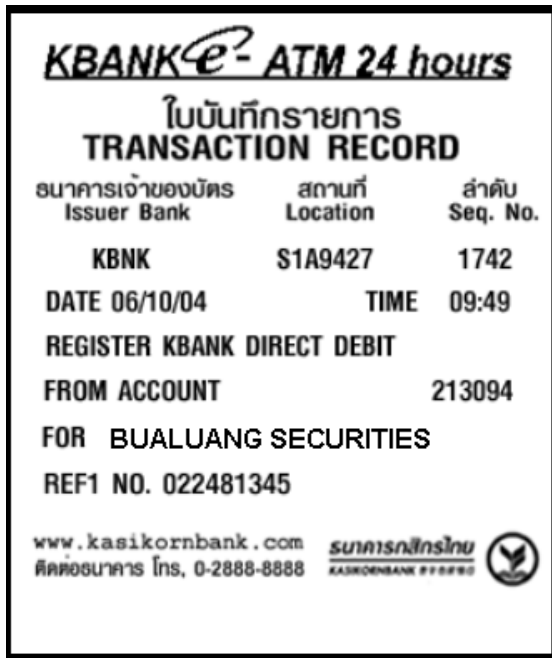 KBANK e- ATM 24 hours
ใบบันทึกรายการ
TRANSACTION RECORD
ธนาคารเจ้าของบัตร สถานที่ ลำดับ
Issuer Bank Location Seq. No.
KBNK S1A9427 1742
DATE 06/10/04 TIME 09:49
REGISTER KBANK DIRECT DEBIT
FROM ACCOUNT 213094
FOR BUALUANG SECURITIES
REF1 NO. 022481345
www.kasikornbank.com ธนาคารกสิกรไทย
ติดต่อธนาคาร โทร. 0-2888-8888 KASIKORNBANK